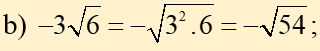 b) −3√6 = −√(3².6) = −√54 ;